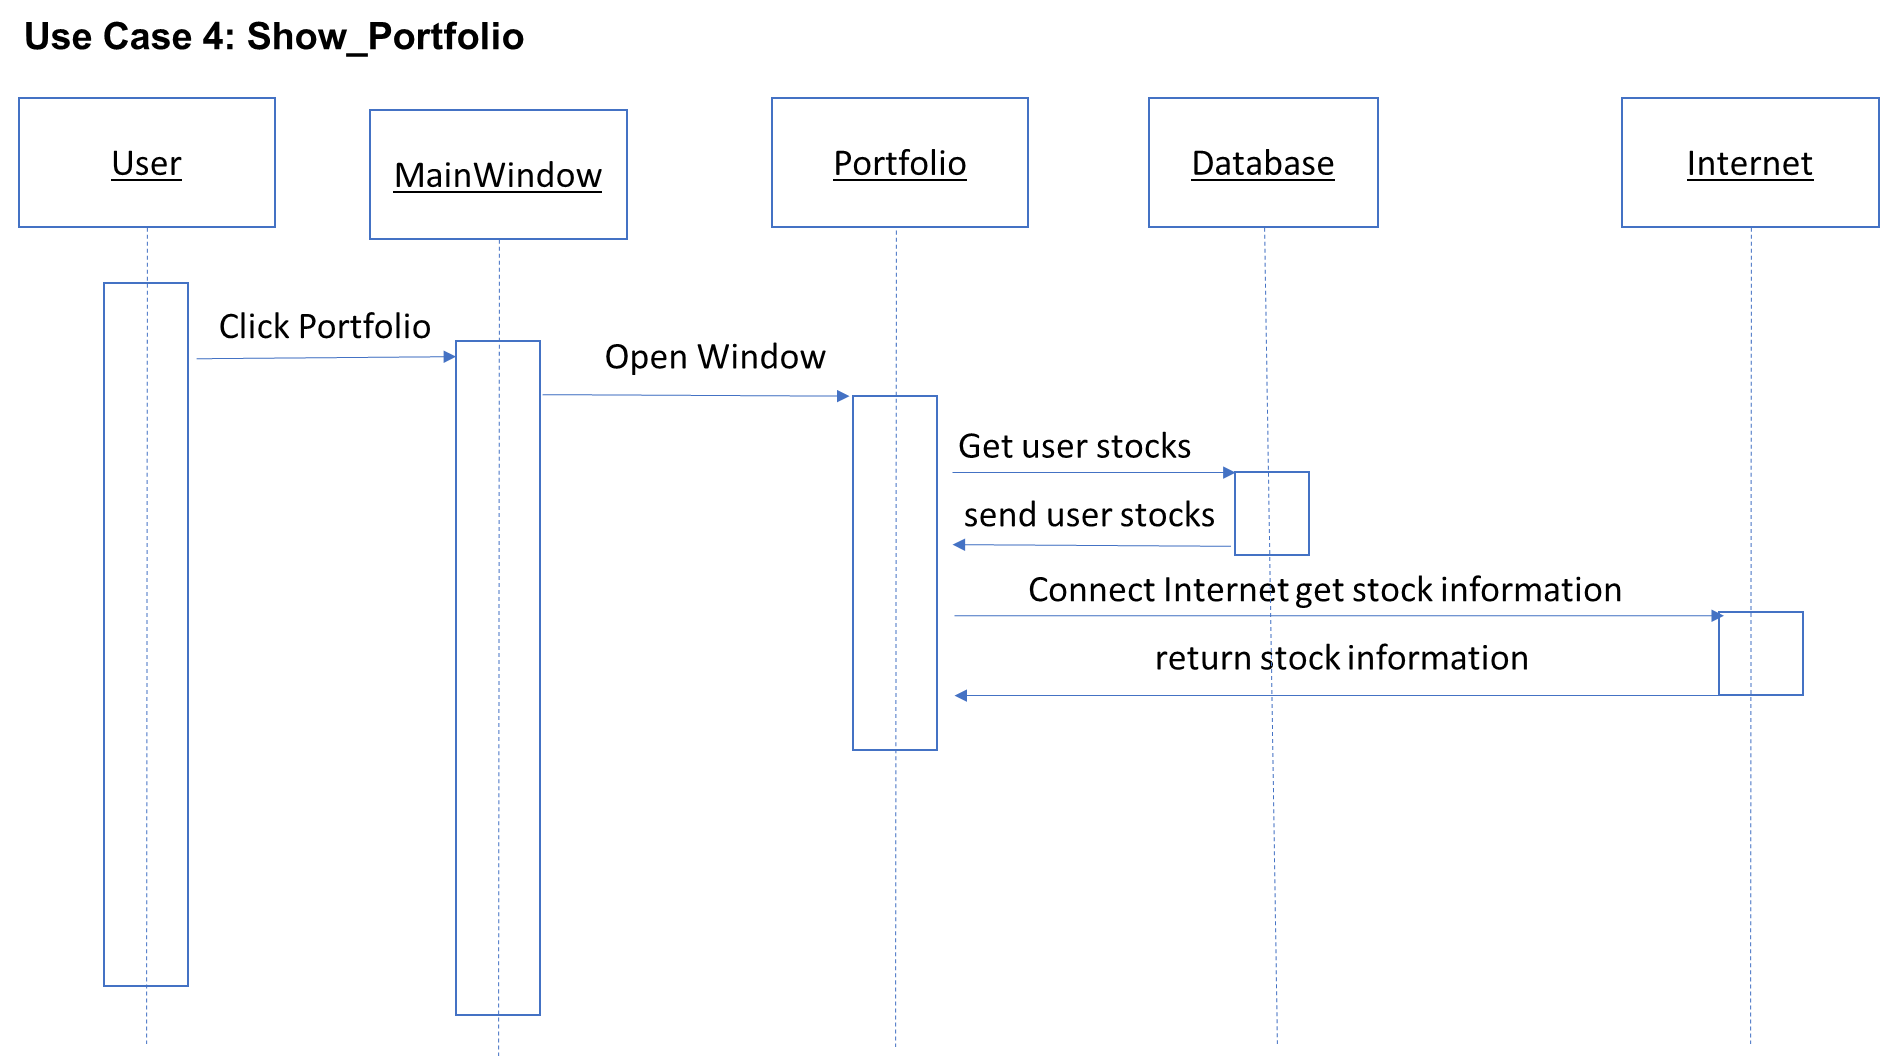 Use Case 4: Show_Portfolio
User
MainWindow
Portfolio
Database
Internet
Click Portfolio
Open Window
Get user stocks
send user stocks
Connect Internet get stock information
return stock information